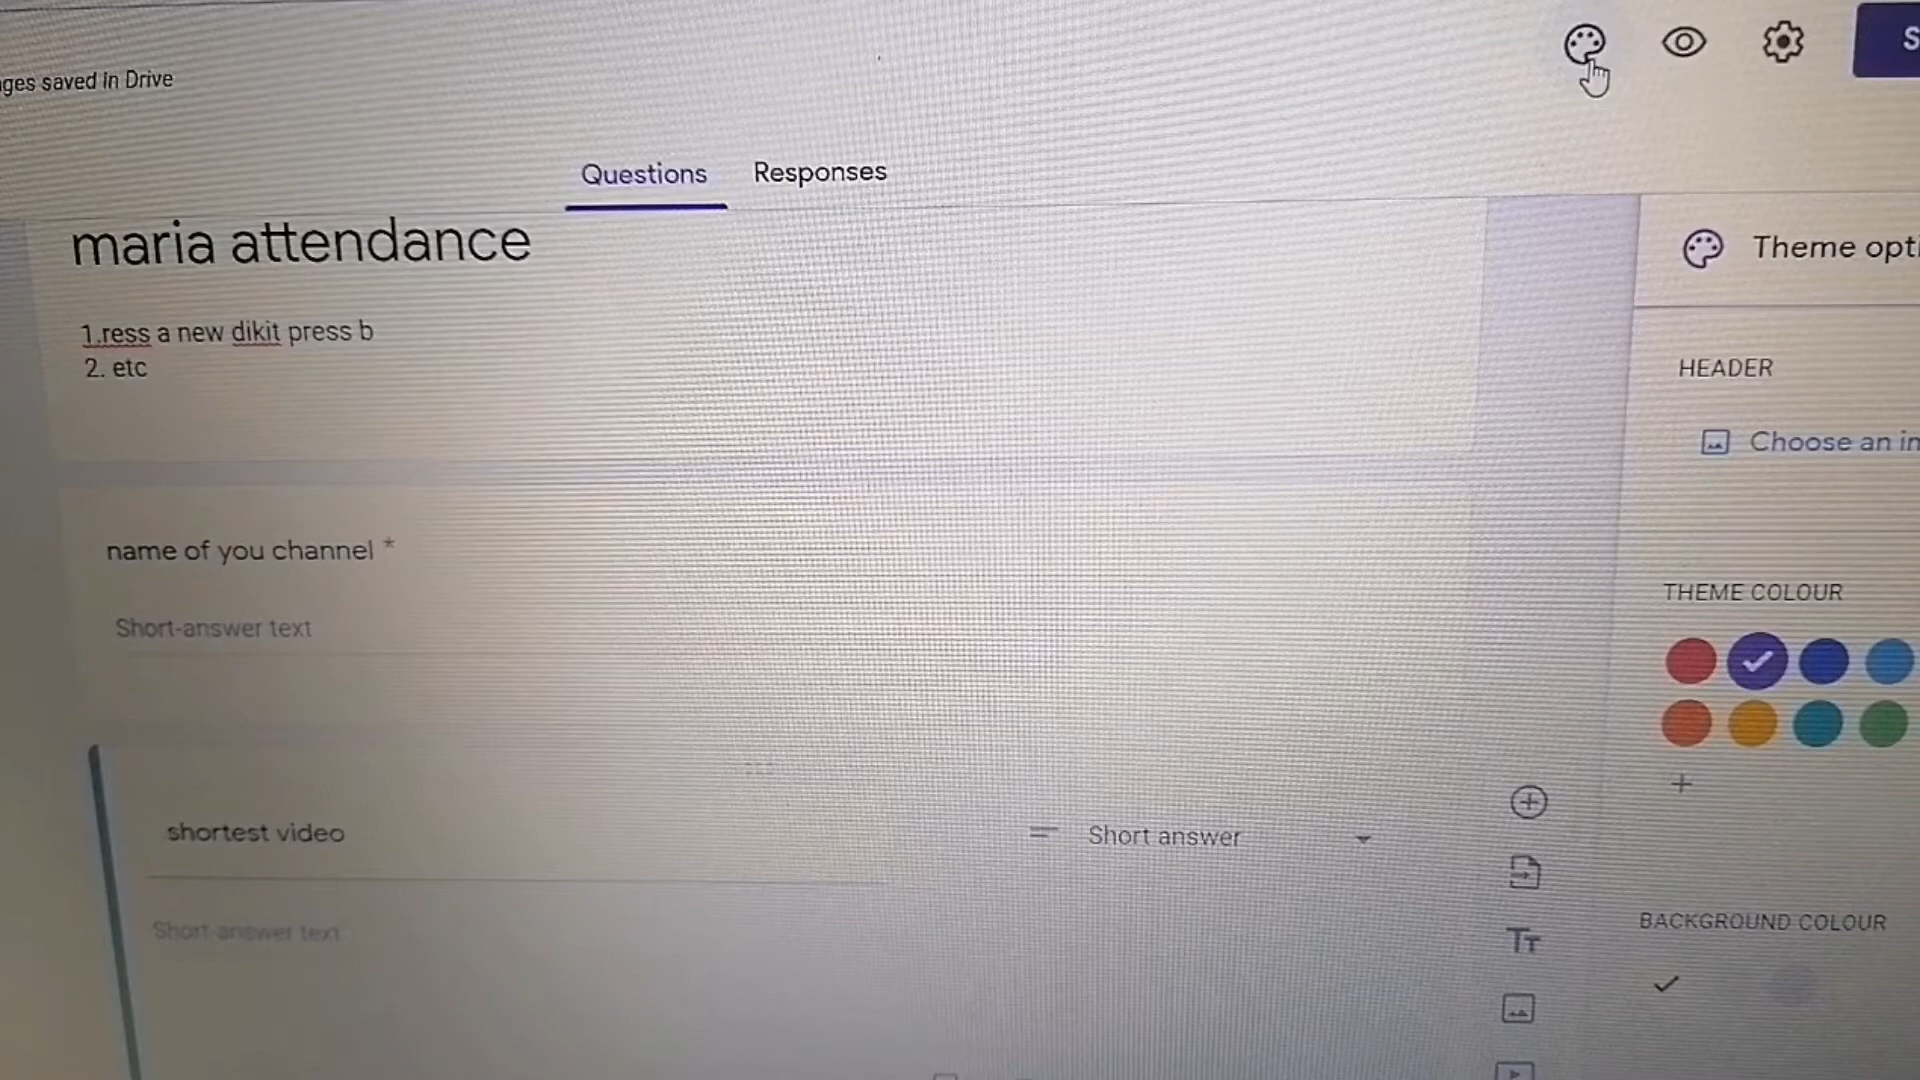 ges saved in Drive
S
Questions
Responses
maria attendance
1.ress a new dikit press b
2. etc
name of you channel *
Short-answer text
shortest video
Short answer
Short-answer text
Tт
Theme opti
HEADER
Choose an in
THEME COLOUR
BACKGROUND COLOUR